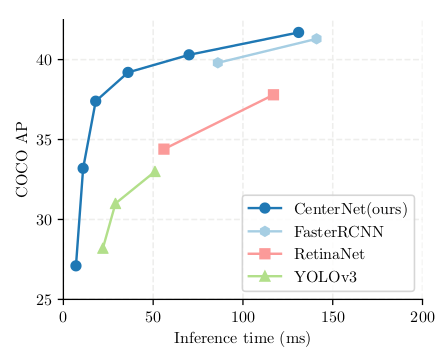 40
35
30
25
COCO AP
0
50
100
150
200
Inference time (ms)
CenterNet(ours)
FasterRCNN
RetinaNet
YOLOv3